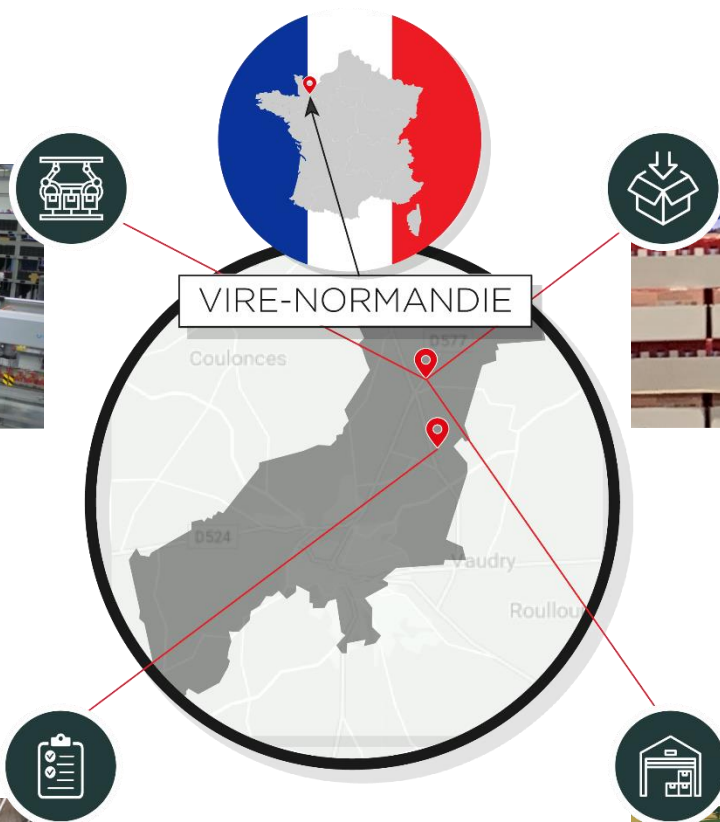 VIRE-NORMANDIE
D577
Coulonces
D524
Vaudry
Roullou